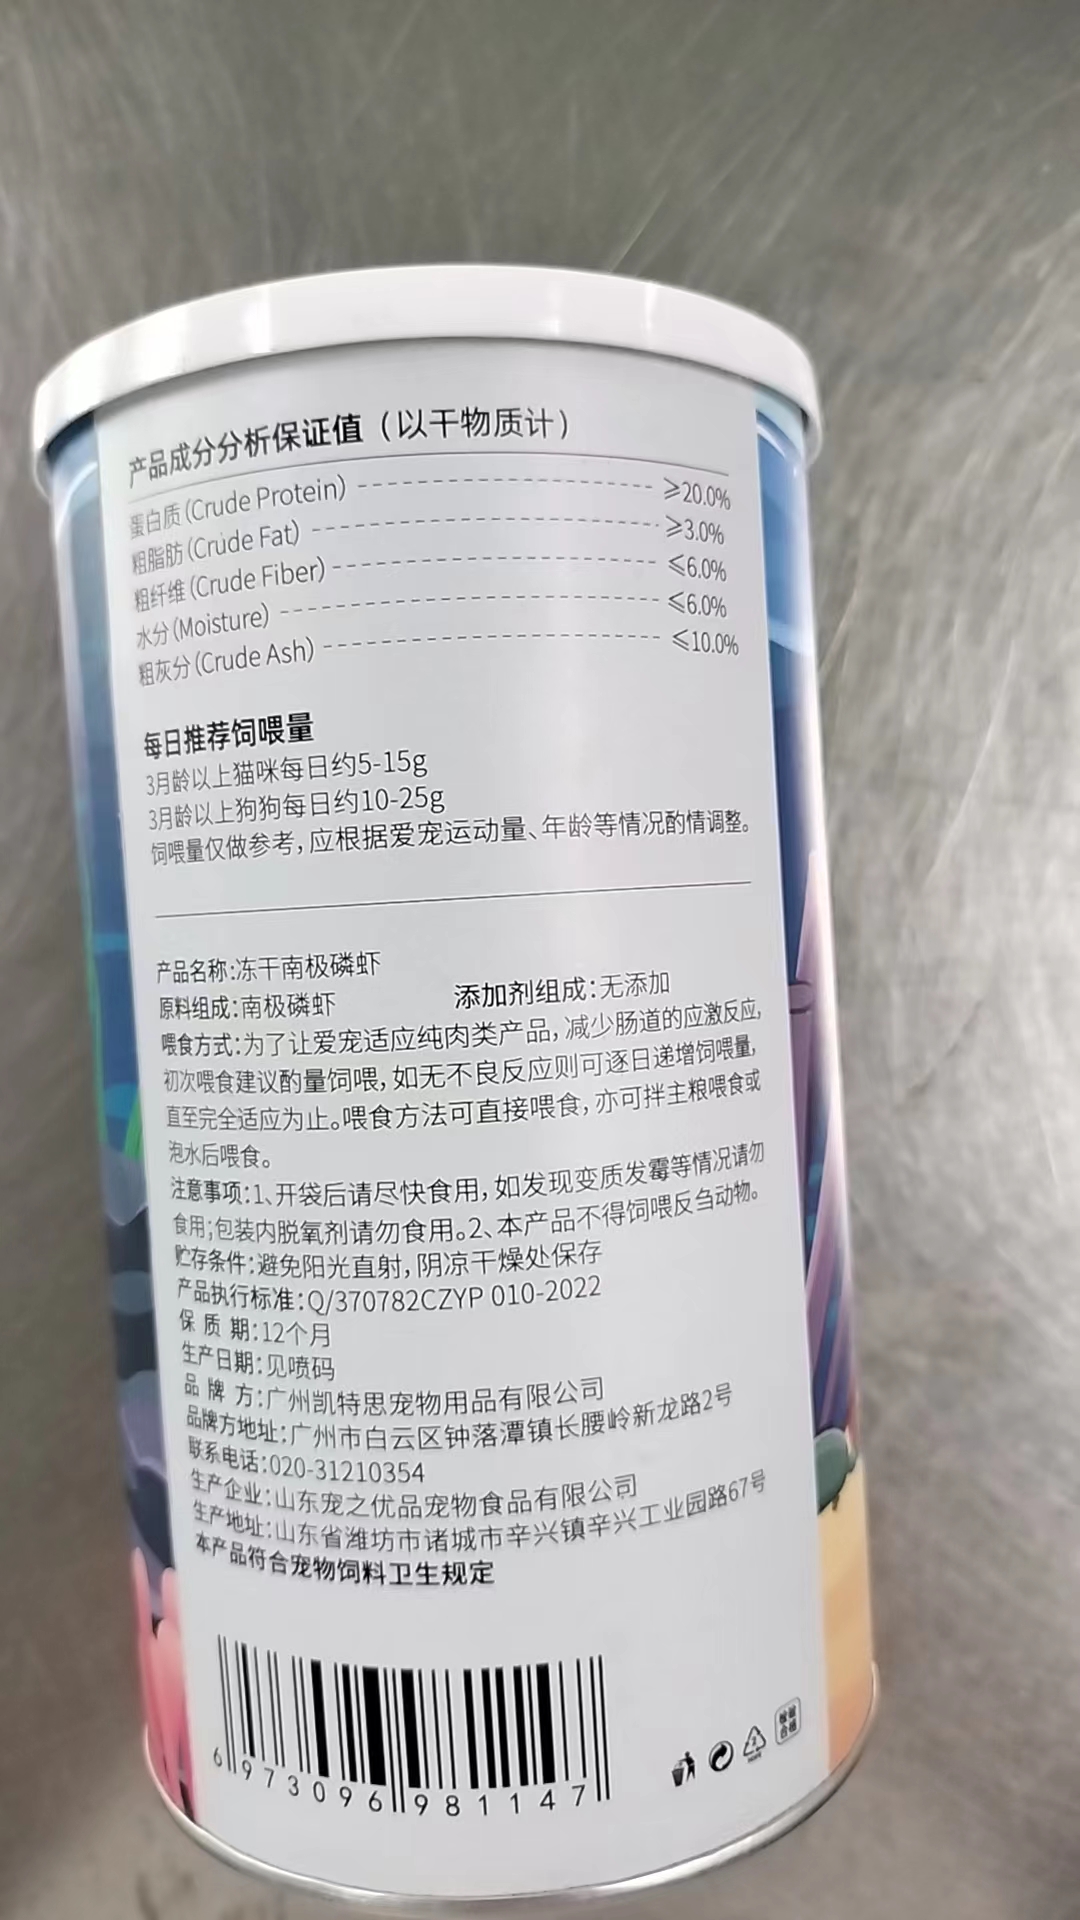 产品成分分析保证值（以干物质计）
蛋白质(Crude Protein) ≥20.0%
粗脂肪(Crude Fat) ≥3.0%
粗纤维(Crude Fiber) ≤6.0%
水分(Moisture) ≤6.0%
粗灰分(Crude Ash) ≤10.0%
每日推荐饲喂量
3月龄以上猫咪每日约5-15g
3月龄以上狗狗每日约10-25g
饲喂量仅做参考，应根据爱宠运动量、年龄等情况酌情调整。
产品名称:冻干南极磷虾
原料组成:南极磷虾 添加剂组成:无添加
喂食方式:为了让爱宠适应纯肉类产品，减少肠道的应激反应，
初次喂食建议酌量饲喂，如无不良反应则可逐日递增饲喂量，
直至完全适应为止。喂食方法可直接喂食，亦可拌主粮喂食或
泡水后喂食。
注意事项:1、开袋后请尽快食用，如发现变质发霉等情况请勿
食用;包装内脱氧剂请勿食用。2、本产品不得饲喂反刍动物。
贮存条件:避免阳光直射，阴凉干燥处保存
产品执行标准:Q/370782CZYP 010-2022
保 质 期:12个月
生产日期:见喷码
品 牌 方:广州凯特思宠物用品有限公司
品牌方地址:广州市白云区钟落潭镇长腰岭新龙路2号
联系电话:020-31210354
生产企业:山东宠之优品宠物食品有限公司
生产地址:山东省潍坊市诸城市辛兴镇辛兴工业园路67号
本产品符合宠物饲料卫生规定
6 973096 981147
检验
合格